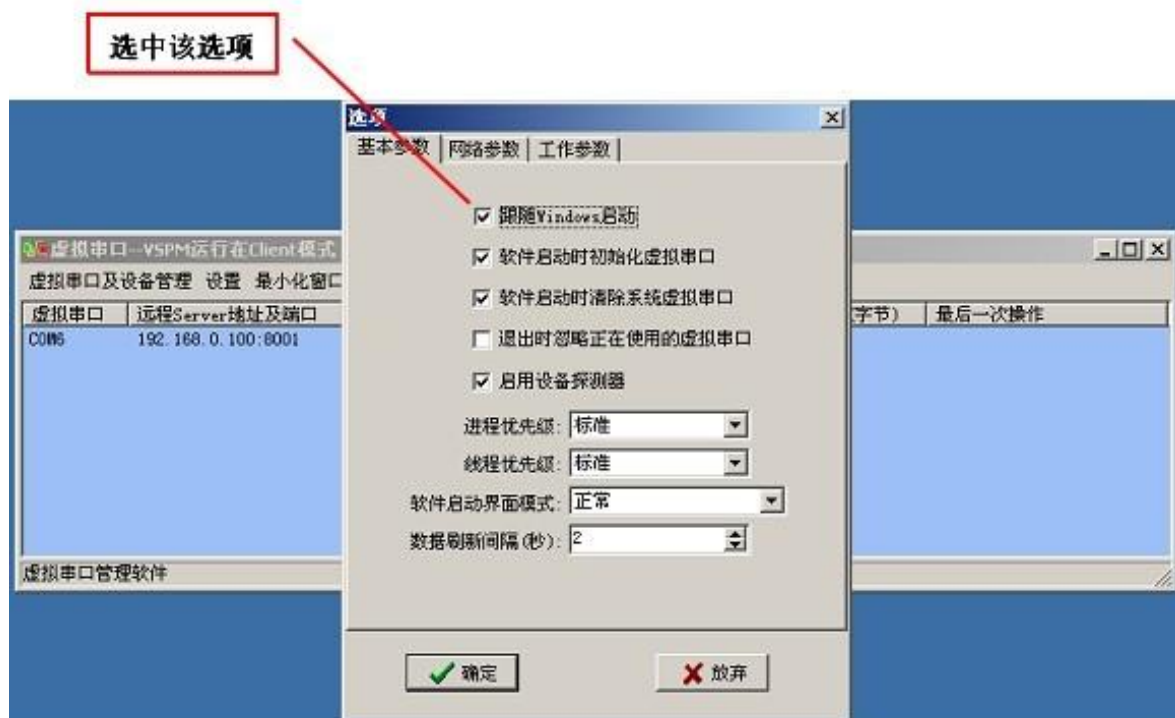 选中该选项
选项
基本参数 网络参数 工作参数
跟随Windows启动
虚拟串口--VSPM运行在Client模式
软件启动时初始化虚拟串口
虚拟串口及设备管理 设置 最小化窗口
软件启动时清除系统虚拟串口
虚拟串口 远程Server地址及端口
字节) 最后一次操作
COM6 192.168.0.100:8001
退出时忽略正在使用的虚拟串口
启用设备探测器
进程优先级: 标准
线程优先级: 标准
软件启动界面模式: 正常
数据刷新间隔(秒): 2
虚拟串口管理软件
确定 放弃